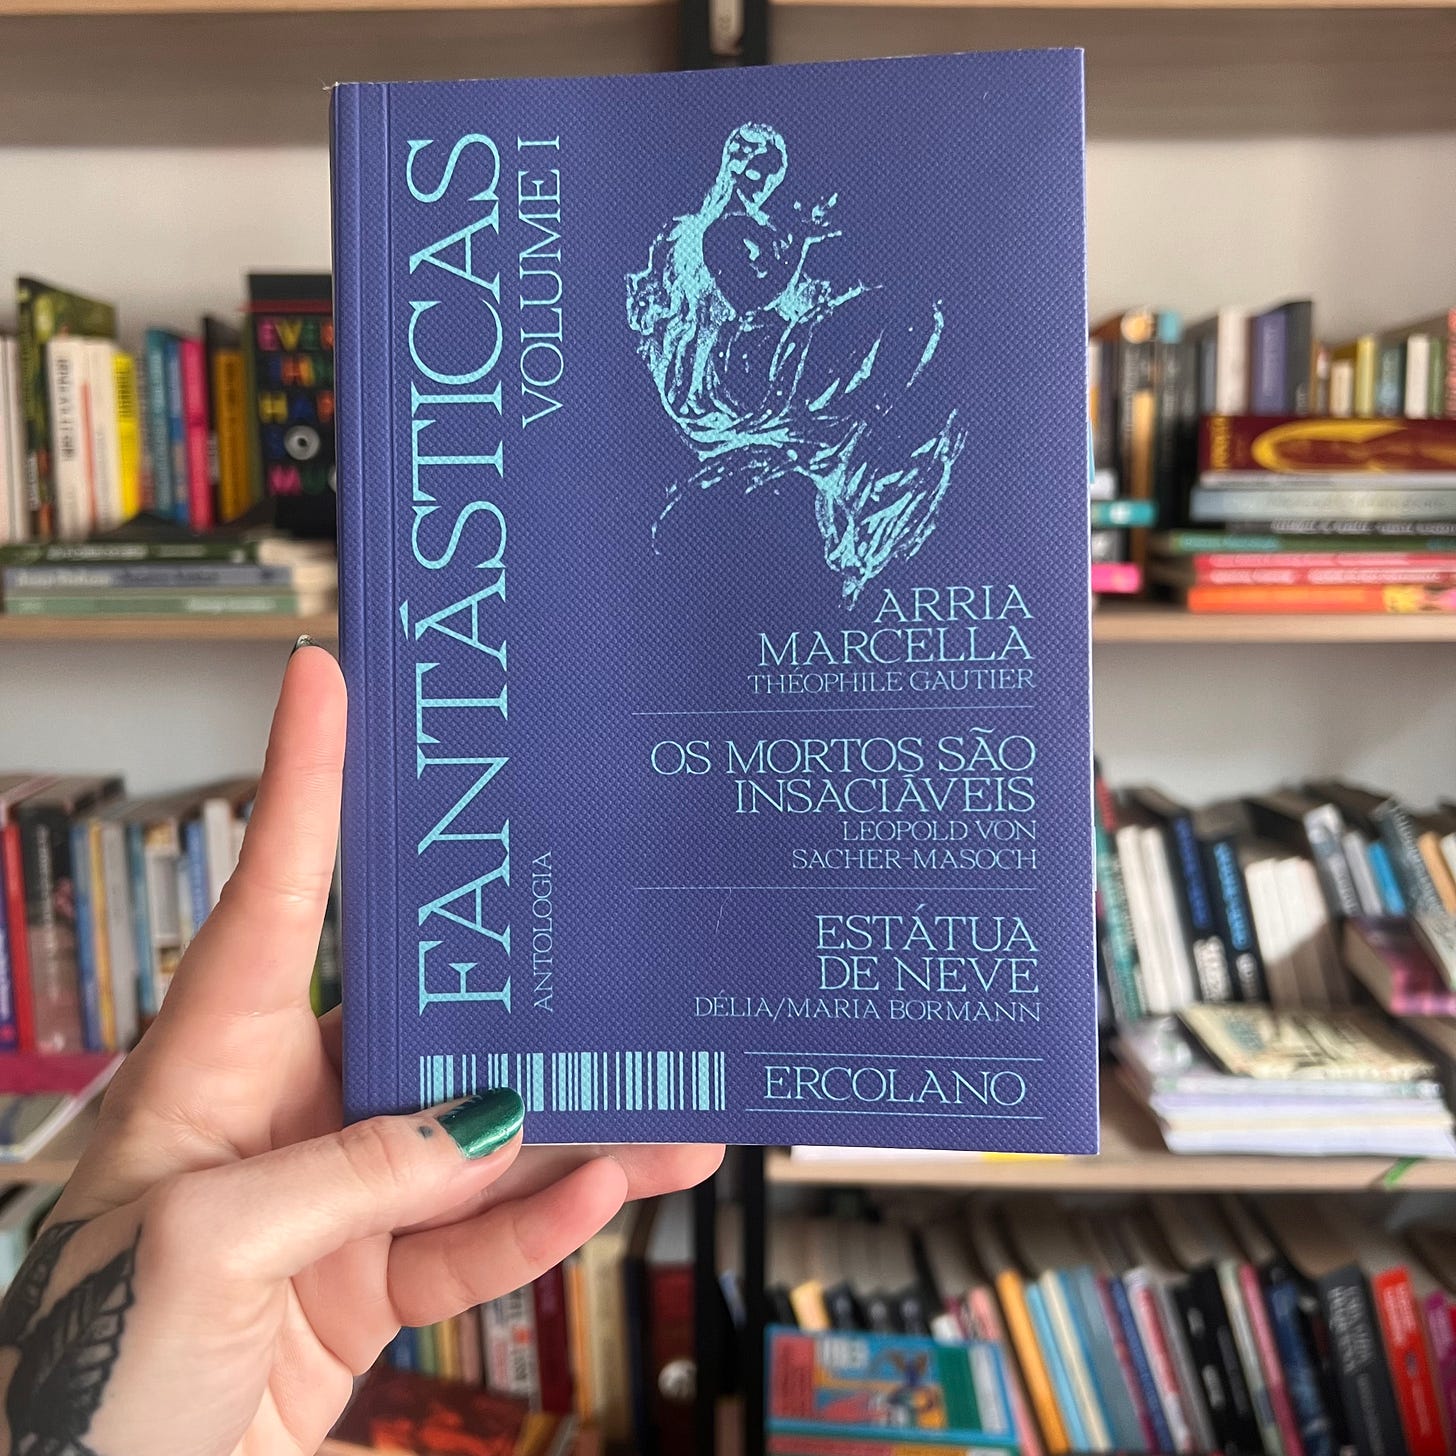 FANTÁSTICAS
VOLUME I
ANTOLOGIA
ARRIA
MARCELLA
THÉOPHILE GAUTIER
OS MORTOS SÃO
INSACIÁVEIS
LEOPOLD VON
SACHER-MASOCH
ESTÁTUA
DE NEVE
DÉLIA/MARIA BORMANN
ERCOLANO